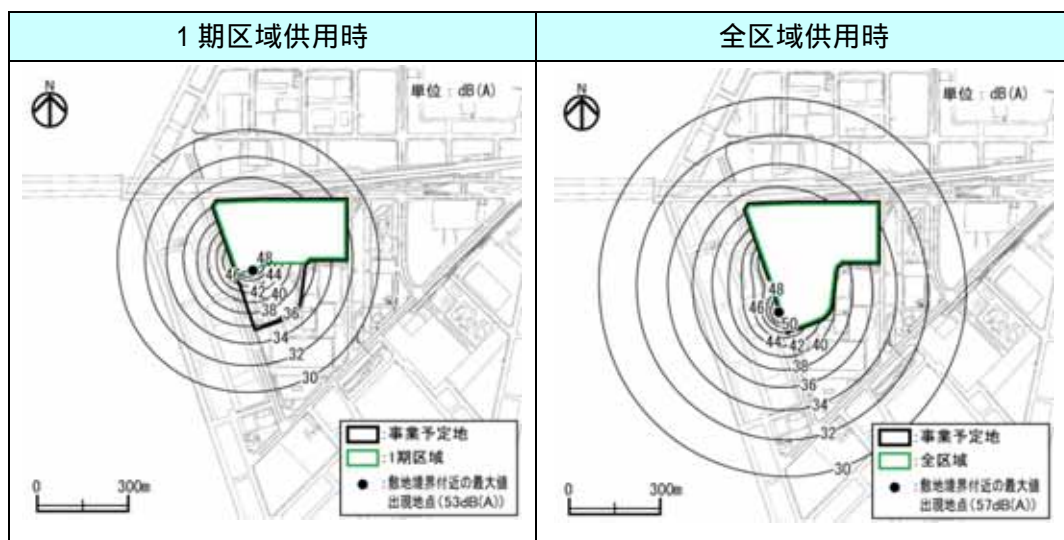 1期区域供用時
N
単位:dB(A)
48
46
44
42
40
38
36
34
32
30
:事業予定地
:1期区域
:敷地境界付近の最大値
出現地点(53dB(A))
0
300m
全区域供用時
N
単位:dB(A)
48
46
50
44
42
40
38
36
34
32
30
:事業予定地
:全区域
:敷地境界付近の最大値
出現地点(57dB(A))
0
300m